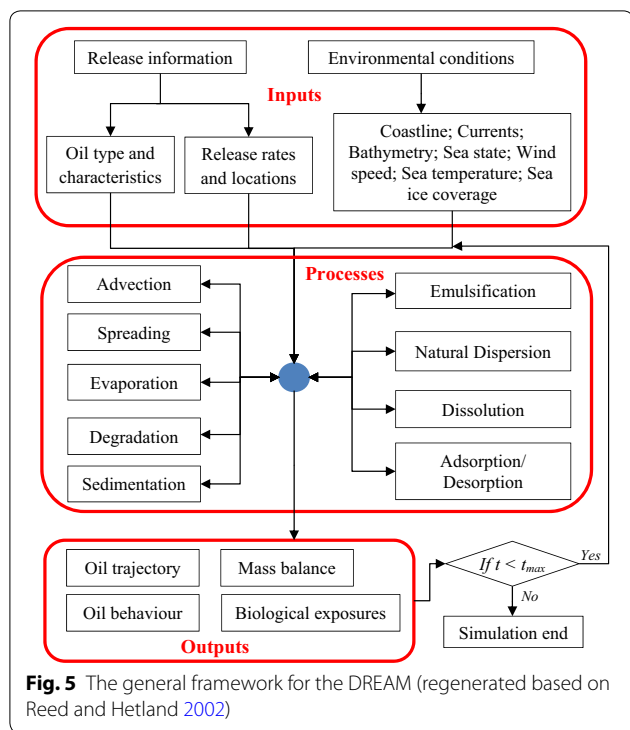 Release information
Environmental conditions
Inputs
Oil type and
characteristics
Release rates
and locations
Coastline; Currents;
Bathymetry; Sea state; Wind
speed; Sea temperature; Sea
ice coverage
Processes
Advection
Spreading
Evaporation
Degradation
Sedimentation
Emulsification
Natural Dispersion
Dissolution
Adsorption/
Desorption
Oil trajectory
Mass balance
Oil behaviour
Biological exposures
Outputs
If t < tmax
Yes
No
Simulation end
Fig. 5 The general framework for the DREAM (regenerated based on
Reed and Hetland 2002)